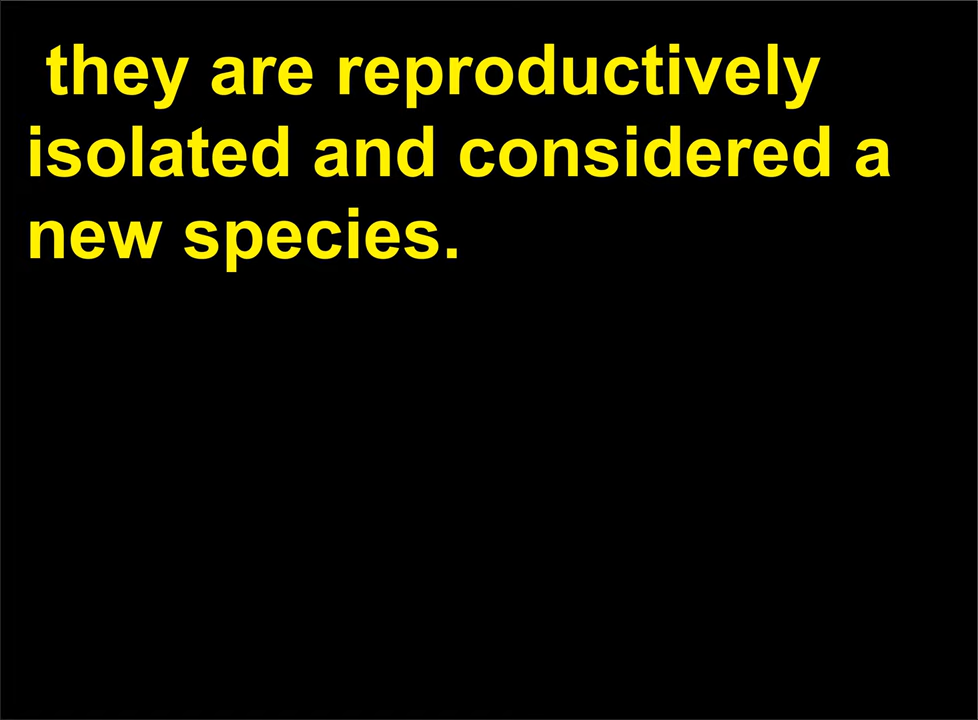 they are reproductively
isolated and considered a
new species.